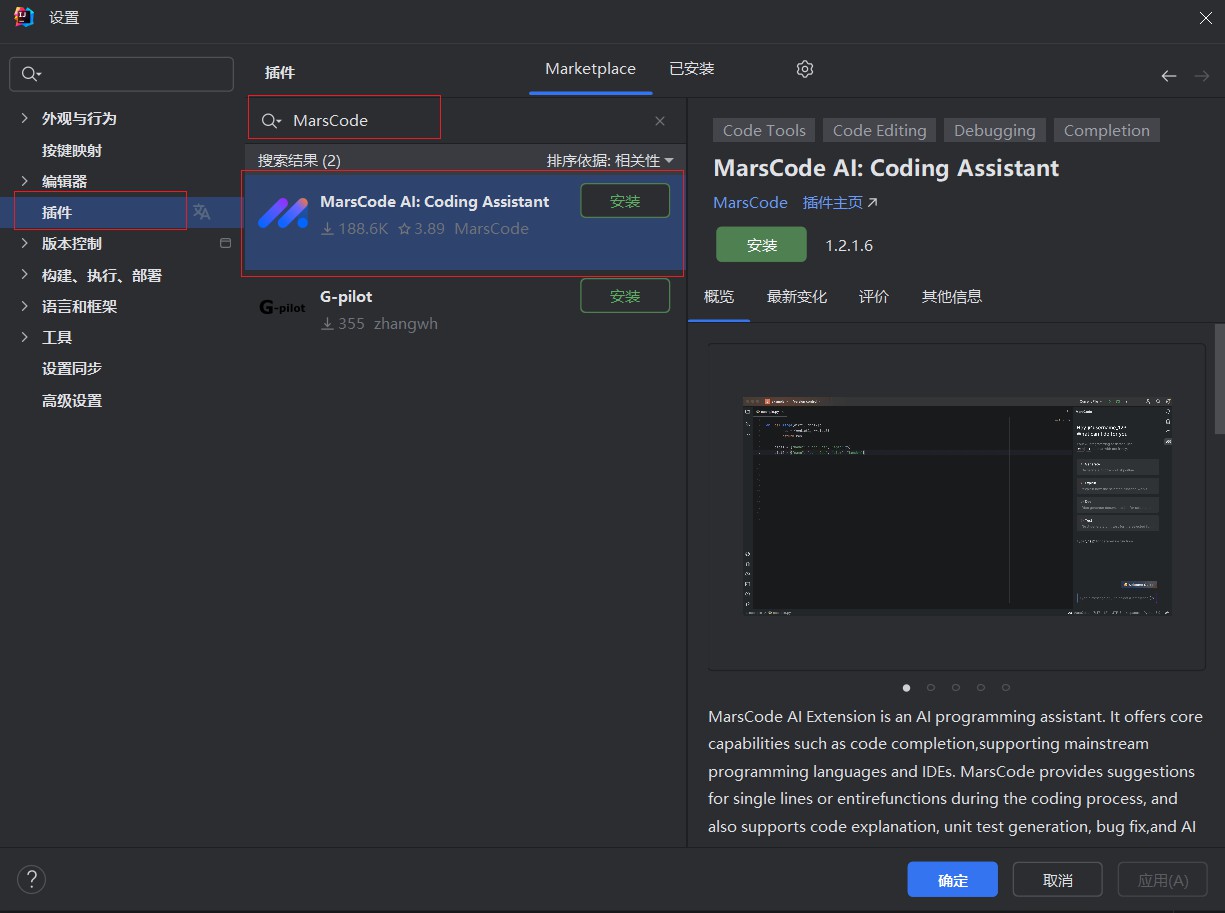 设置
插件
Marketplace
已安装
外观与行为
按键映射
编辑器
插件
版本控制
构建、执行、部署
语言和框架
工具
设置同步
高级设置
MarsCode
搜索结果 (2)
排序依据: 相关性
MarsCode AI: Coding Assistant
安装
188.6K 3.89 MarsCode
G-pilot
G-pilot
安装
355 zhangwh
Code Tools
Code Editing
Debugging
Completion
MarsCode AI: Coding Assistant
MarsCode 插件主页
安装 1.2.1.6
概览
最新变化
评价
其他信息
MarsCode AI Extension is an AI programming assistant. It offers core
capabilities such as code completion,supporting mainstream
programming languages and IDEs. MarsCode provides suggestions
for single lines or entirefunctions during the coding process, and
also supports code explanation, unit test generation, bug fix,and AI
?
确定
取消
应用(A)